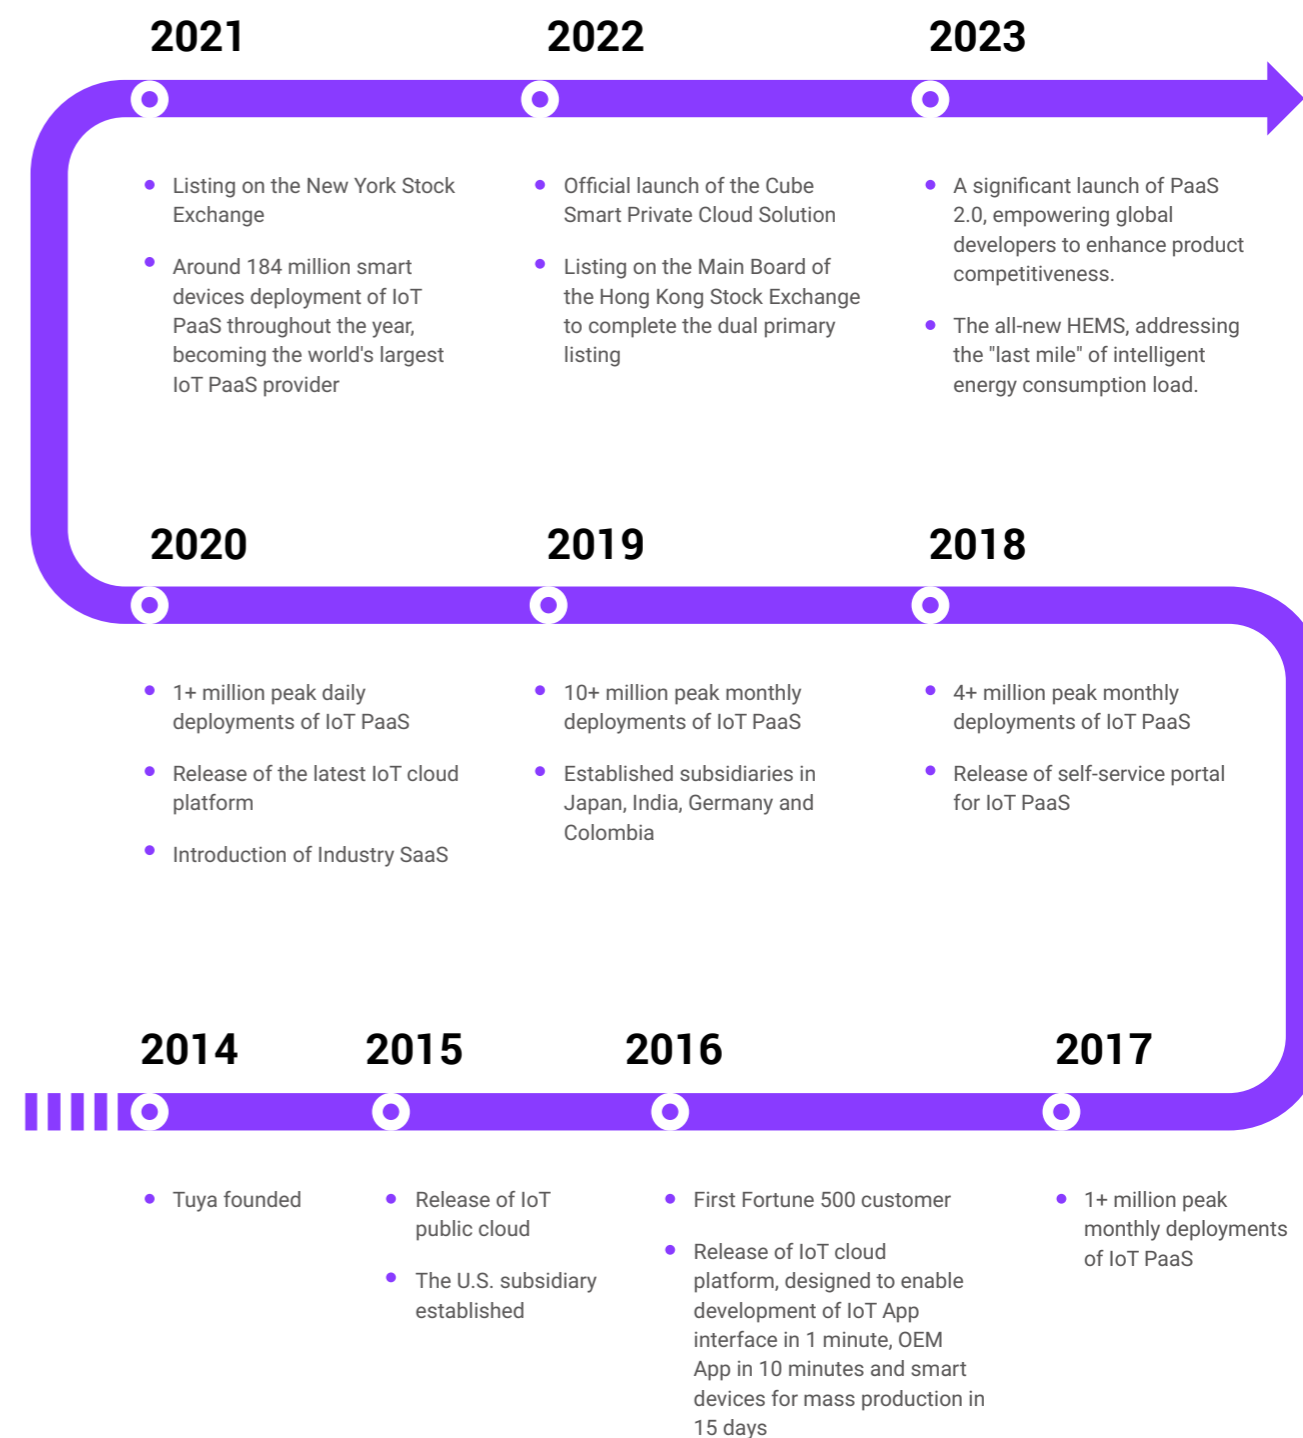 2021
Listing on the New York Stock
Exchange
Around 184 million smart
devices deployment of IoT
PaaS throughout the year,
becoming the world's largest
IoT PaaS provider
2022
Official launch of the Cube
Smart Private Cloud Solution
Listing on the Main Board of
the Hong Kong Stock Exchange
to complete the dual primary
listing
2023
A significant launch of PaaS
2.0, empowering global
developers to enhance product
competitiveness.
The all-new HEMS, addressing
the "last mile" of intelligent
energy consumption load.
2020
1+ million peak daily
deployments of IoT PaaS
Release of the latest IoT cloud
platform
Introduction of Industry SaaS
2019
10+ million peak monthly
deployments of IoT PaaS
Established subsidiaries in
Japan, India, Germany and
Colombia
2018
4+ million peak monthly
deployments of IoT PaaS
Release of self-service portal
for IoT PaaS
2014
Tuya founded
2015
Release of IoT
public cloud
The U.S. subsidiary
established
2016
First Fortune 500 customer
Release of IoT cloud
platform, designed to enable
development of IoT App
interface in 1 minute, OEM
App in 10 minutes and smart
devices for mass production in
15 days
2017
1+ million peak
monthly deployments
of IoT PaaS